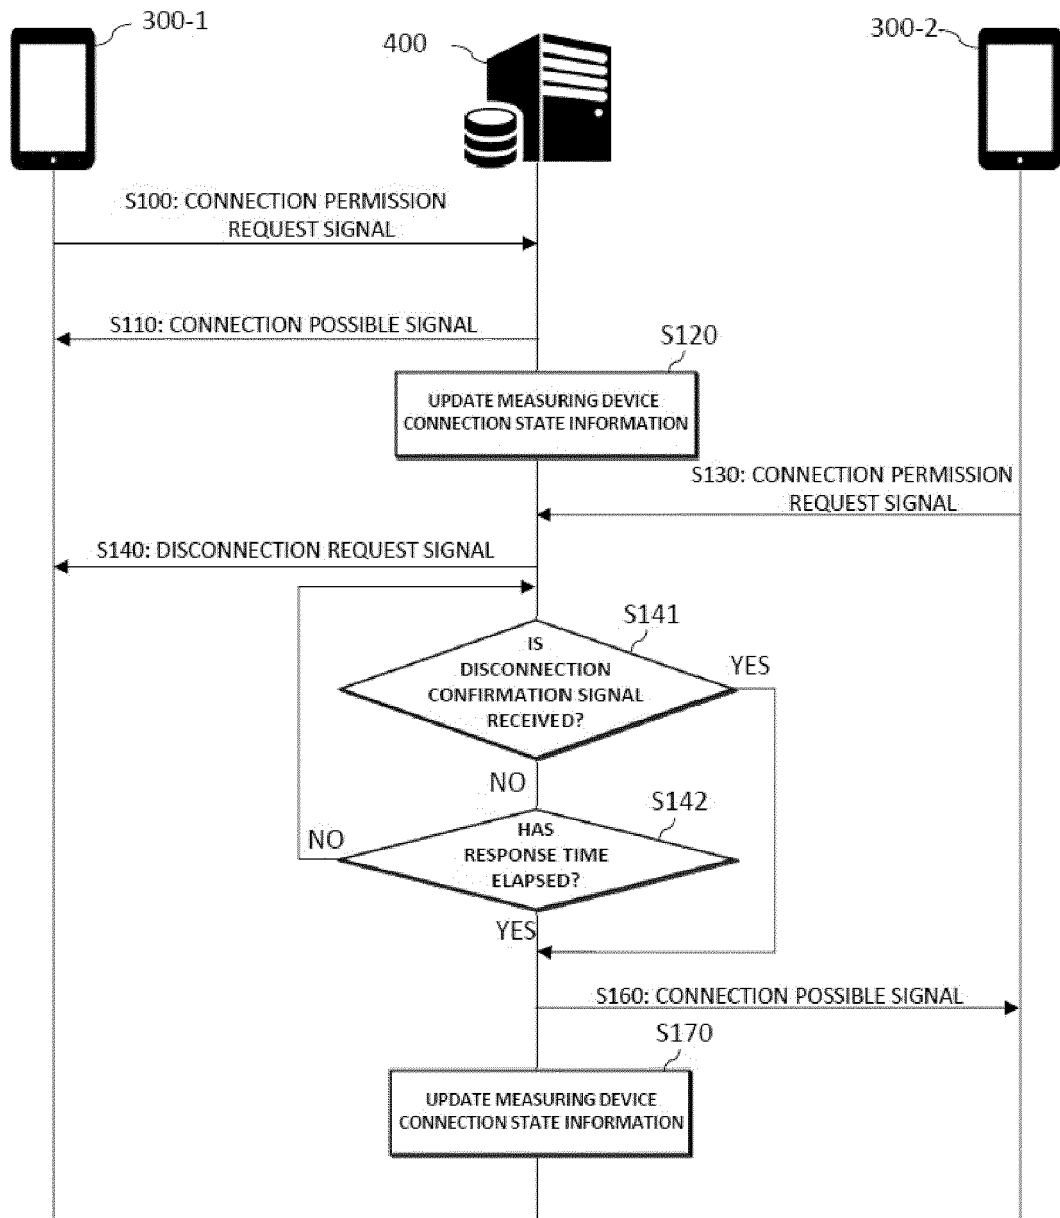 300-1
400
300-2
S100: CONNECTION PERMISSION
REQUEST SIGNAL
S110: CONNECTION POSSIBLE SIGNAL
S120
UPDATE MEASURING DEVICE
CONNECTION STATE INFORMATION
S130: CONNECTION PERMISSION
REQUEST SIGNAL
S140: DISCONNECTION REQUEST SIGNAL
S141
IS
DISCONNECTION
CONFIRMATION SIGNAL
RECEIVED?
YES
NO
S142
HAS
RESPONSE TIME
ELAPSED?
NO
YES
S160: CONNECTION POSSIBLE SIGNAL
S170
UPDATE MEASURING DEVICE
CONNECTION STATE INFORMATION